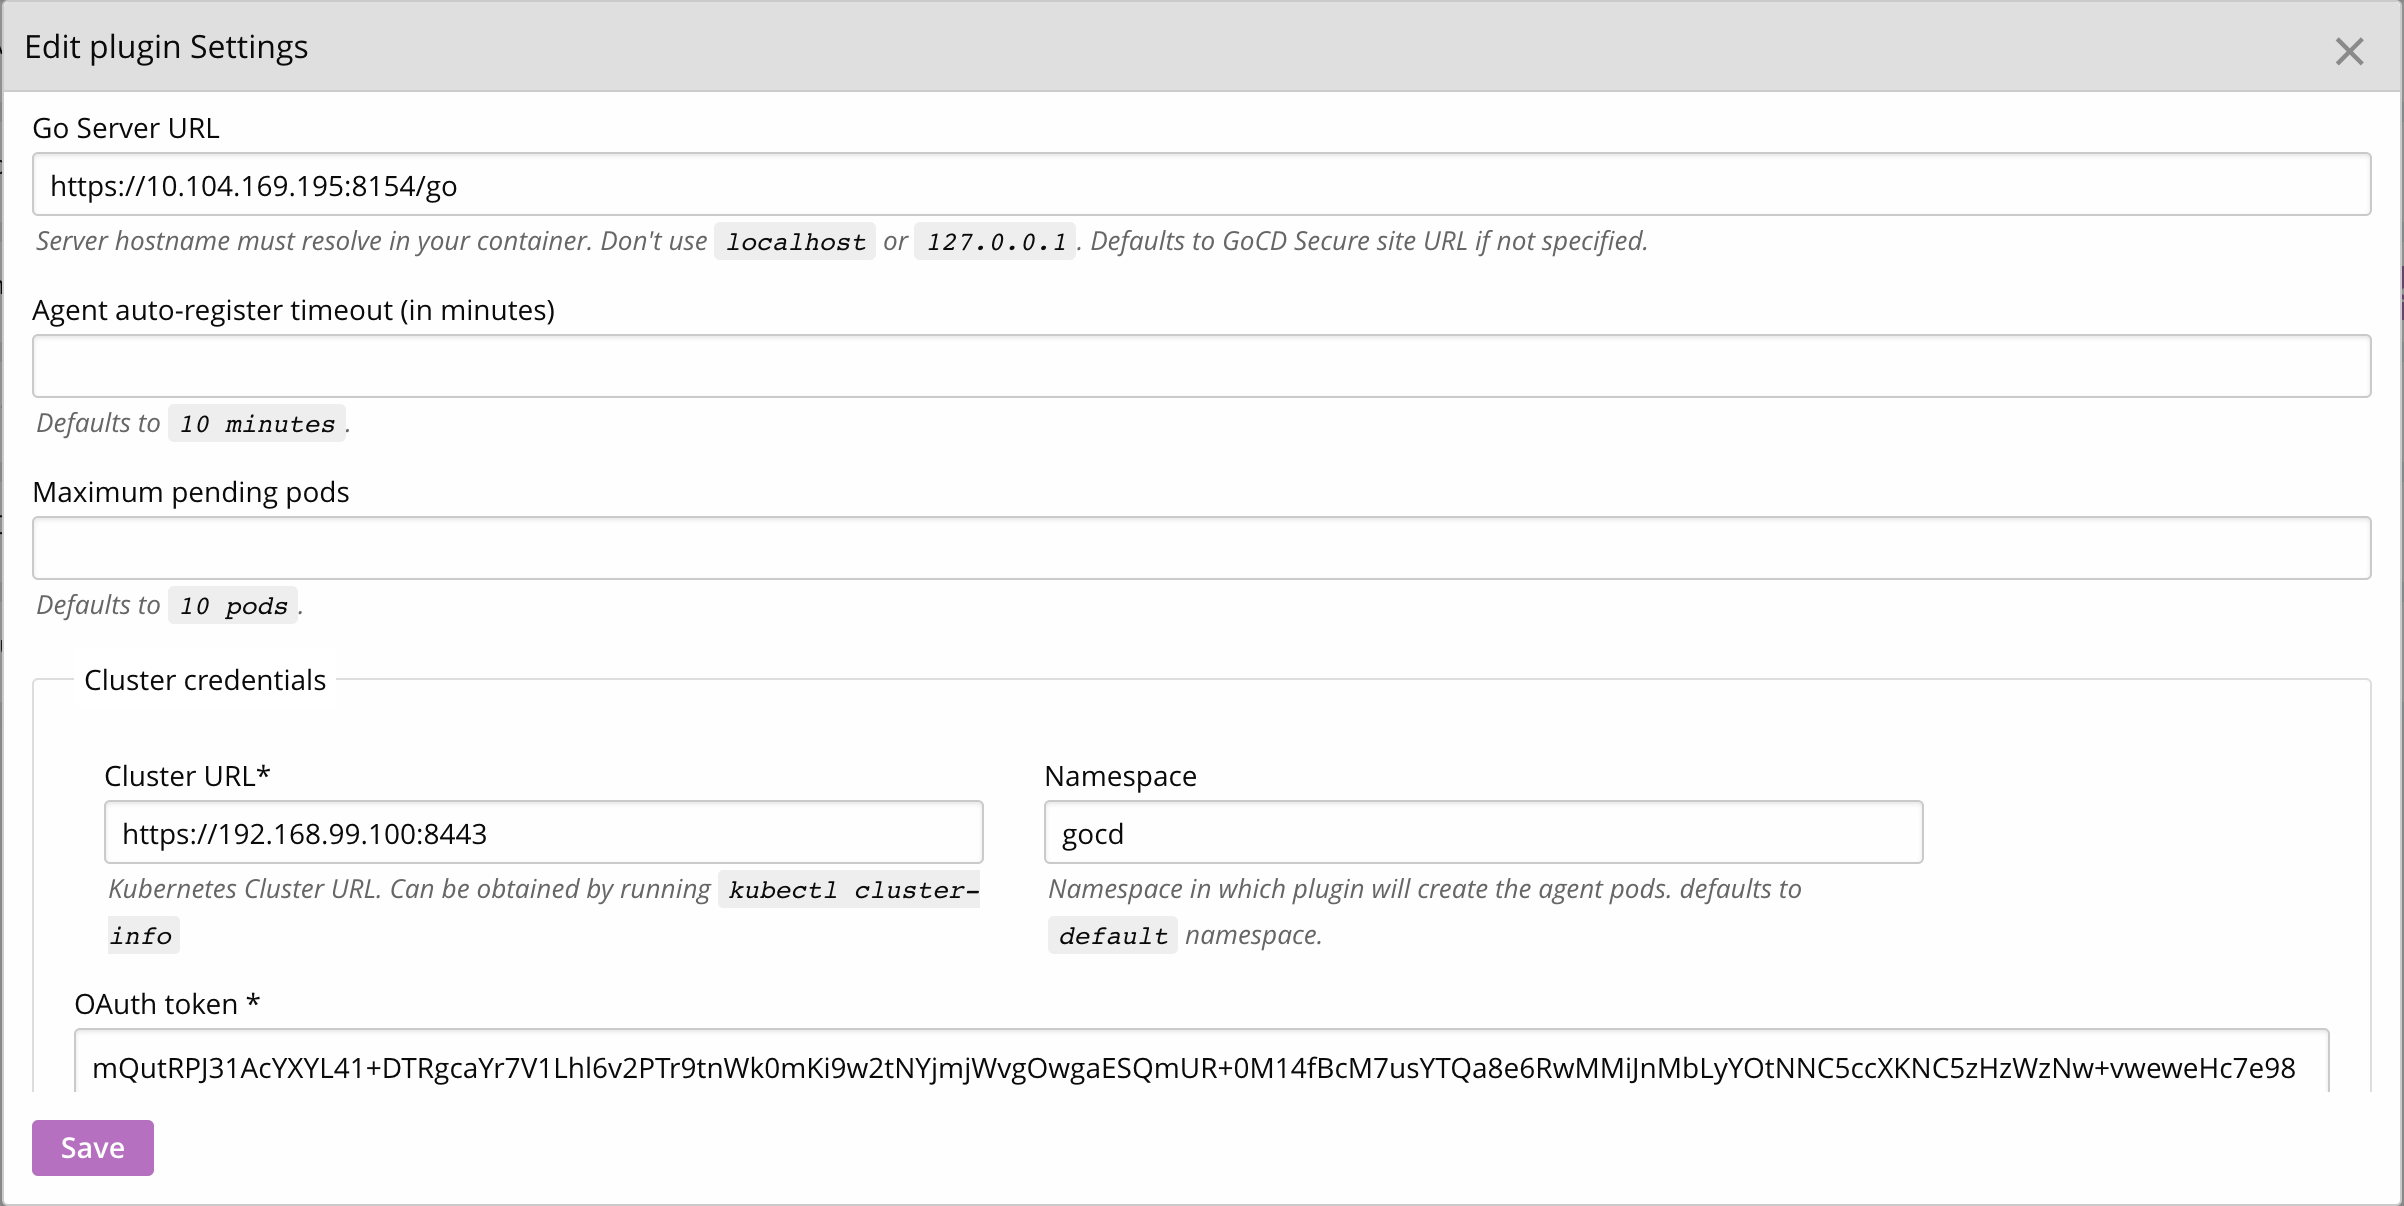 Edit plugin Settings
Go Server URL
https://10.104.169.195:8154/go
Server hostname must resolve in your container. Don't use localhost or 127.0.0.1. Defaults to GoCD Secure site URL if not specified.
Agent auto-register timeout (in minutes)
Defaults to 10 minutes.
Maximum pending pods
Defaults to 10 pods.
Cluster credentials
Cluster URL*
https://192.168.99.100:8443
Kubernetes Cluster URL. Can be obtained by running kubectl cluster-
info
Namespace
gocd
Namespace in which plugin will create the agent pods. defaults to
default namespace.
OAuth token *
mQutRPJ31AcYXYL41+DTRgcaYr7V1Lhl6v2PTr9tnWk0mKi9w2tNYjmjWvgOwgaESQmUR+0M14fBcM7usYTQa8e6RwMMiJnMbLyYOtNNC5ccXKNC5zHzWzNw+vweweHc7e98
Save